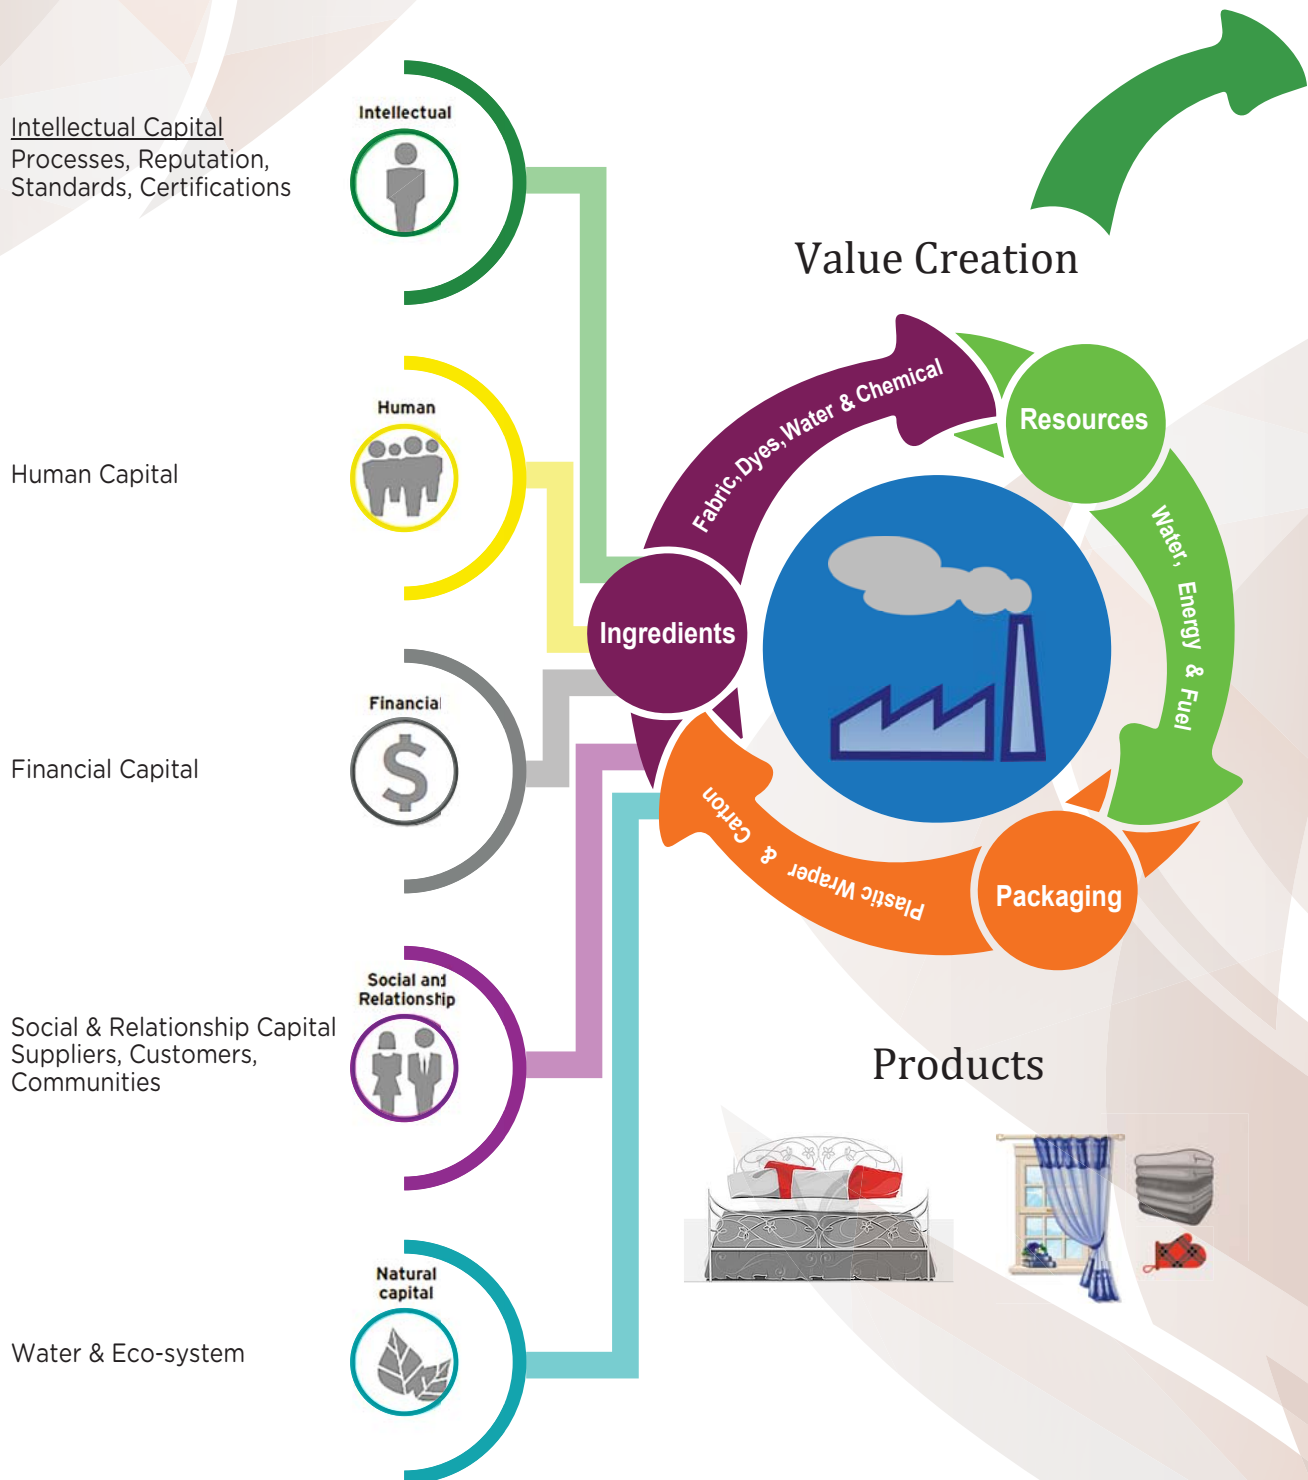 Intellectual Capital
Processes, Reputation,
Standards, Certifications
Intellectual
Human Capital
Human
Financial Capital
Financial
Social & Relationship Capital
Suppliers, Customers,
Communities
Social and
Relationship
Water & Eco-system
Natural
capital
Value Creation
Fabric, Dyes, Water & Chemical
Resources
Water, Energy & Fuel
Ingredients
Packaging
Plastic Wraper & Carton
Products